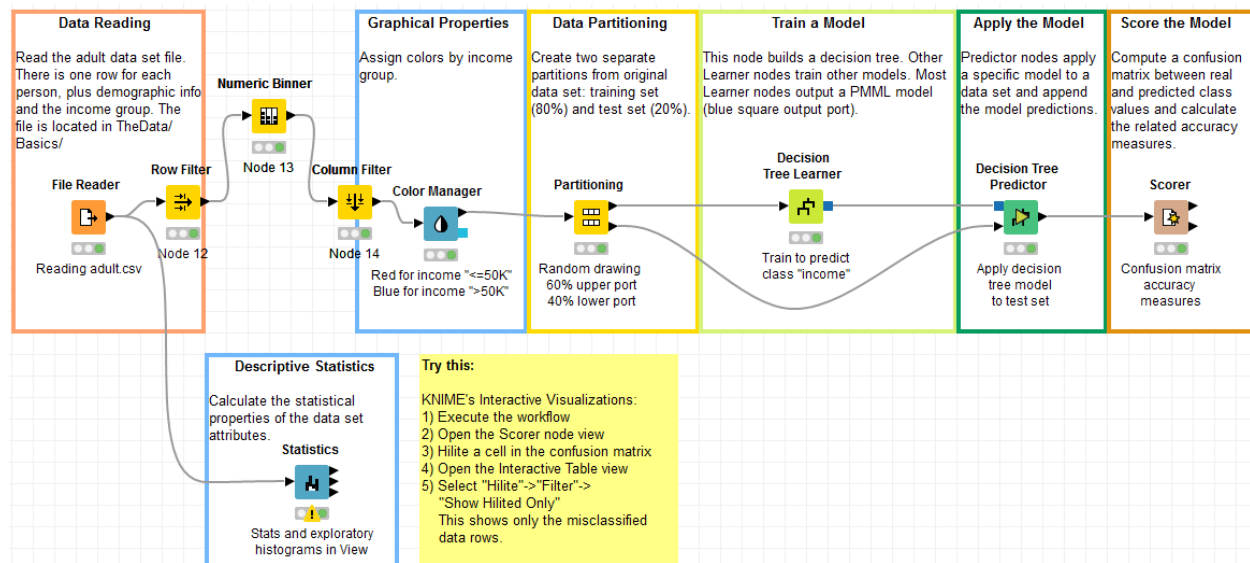 Data Reading
Read the adult data set file.
There is one row for each
person, plus demographic info
and the income group. The
file is located in TheData/
Basics/
File Reader
Reading adult.csv
Row Filter
Node 12
Numeric Binner
Node 13
Column Filter
Node 14
Graphical Properties
Assign colors by income
group.
Color Manager
Red for income "<=50K"
Blue for income ">50K"
Data Partitioning
Create two separate
partitions from original
data set: training set
(80%) and test set (20%).
Partitioning
Random drawing
60% upper port
40% lower port
Train a Model
This node builds a decision tree. Other
Learner nodes train other models. Most
Learner nodes output a PMML model
(blue square output port).
Decision
Tree Learner
Train to predict
class "income"
Apply the Model
Predictor nodes apply
a specific model to a
data set and append
the model predictions.
Decision Tree
Predictor
Apply decision
tree model
to test set
Score the Model
Compute a confusion
matrix between real
and predicted class
values and calculate
the related accuracy
measures.
Scorer
Confusion matrix
accuracy
measures
Descriptive Statistics
Calculate the statistical
properties of the data set
attributes.
Statistics
Stats and exploratory
histograms in View
Try this:
KNIME's Interactive Visualizations:
1) Execute the workflow
2) Open the Scorer node view
3) Hilite a cell in the confusion matrix
4) Open the Interactive Table view
5) Select "Hilite"->"Filter"->
"Show Hilited Only"
This shows only the misclassified
data rows.